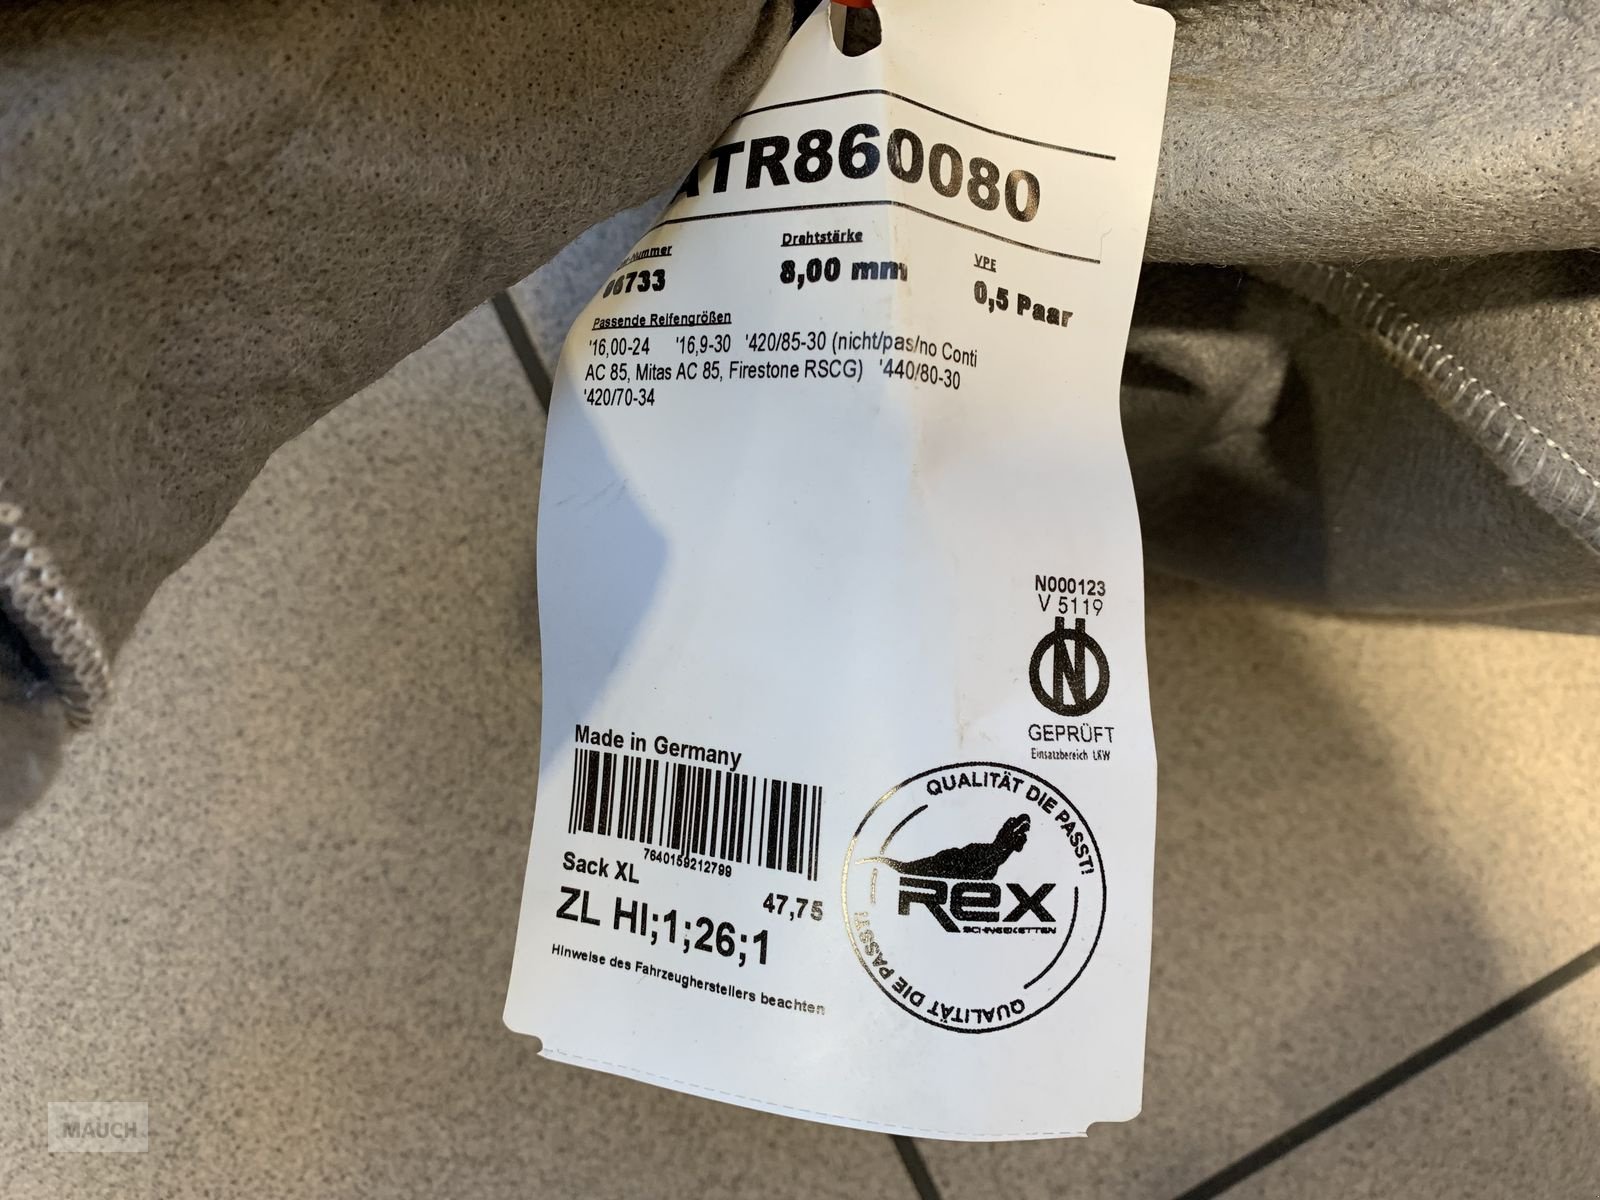 ATR860080
Drahtstärke
VPE
8,00 mm
0,5 Paar
Passende Reifengrößen
'16,00-24 '16,9-30 '420/85-30 (nicht/pas/no Conti
AC 85, Mitas AC 85, Firestone RSCG) '440/80-30
'420/70-34
N000123
V 5119
N
GEPRÜFT
Einsatzbereich LKW
Made in Germany
7640159212799
Sack XL
47,75
ZL HI;1;26;1
Hinweise des Fahrzeugherstellers beachten
QUALITÄT DIE PASST!
Rex
SCHNEEKETTEN
QUALITÄT DIE PASST!
MAUCH